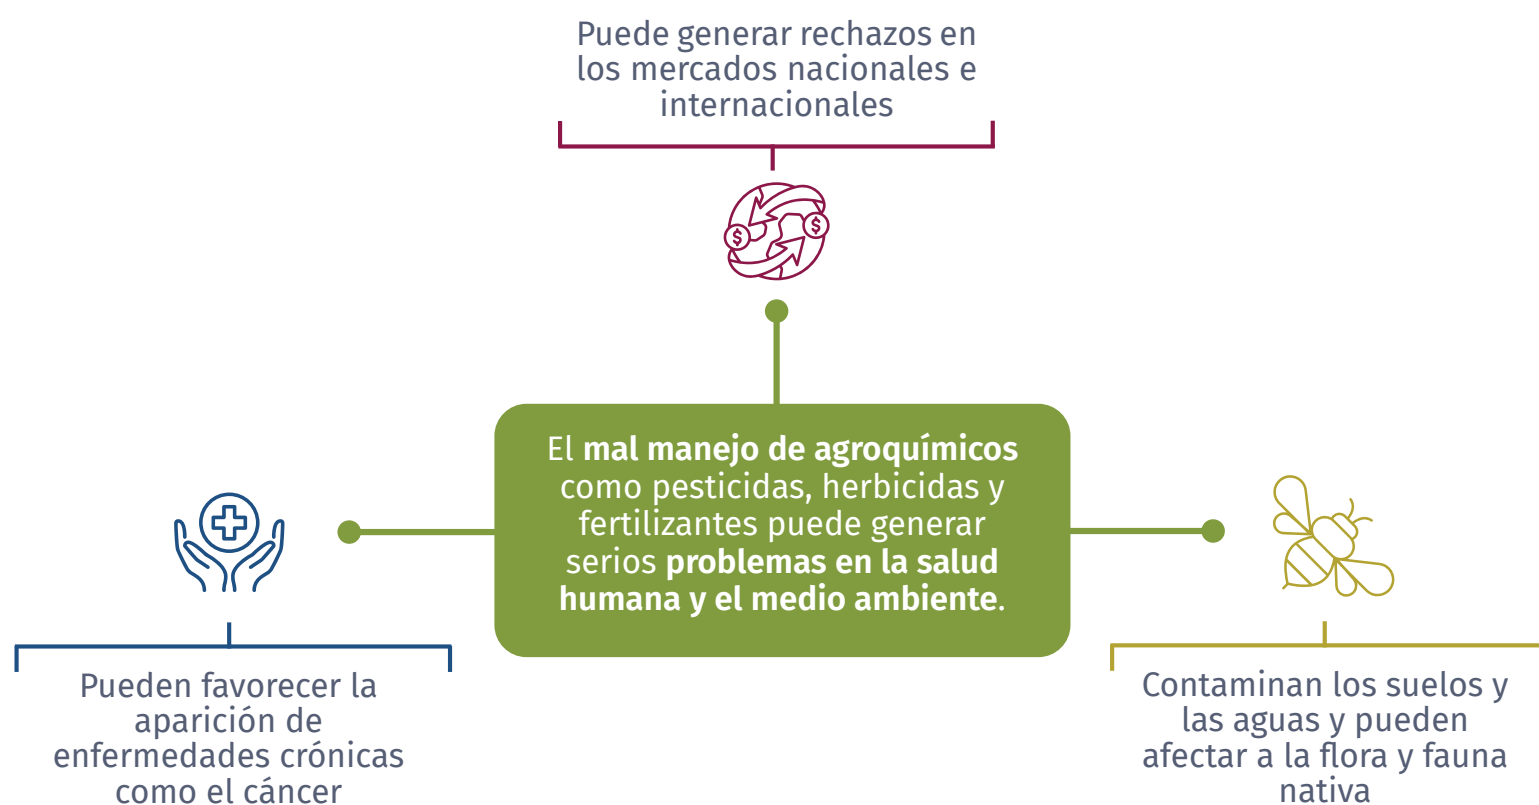 Puede generar rechazos en
los mercados nacionales e
internacionales
$
$
El mal manejo de agroquímicos
como pesticidas, herbicidas y
fertilizantes puede generar
serios problemas en la salud
humana y el medio ambiente.
Pueden favorecer la
aparición de
enfermedades crónicas
como el cáncer
Contaminan los suelos y
las aguas y pueden
afectar a la flora y fauna
nativa